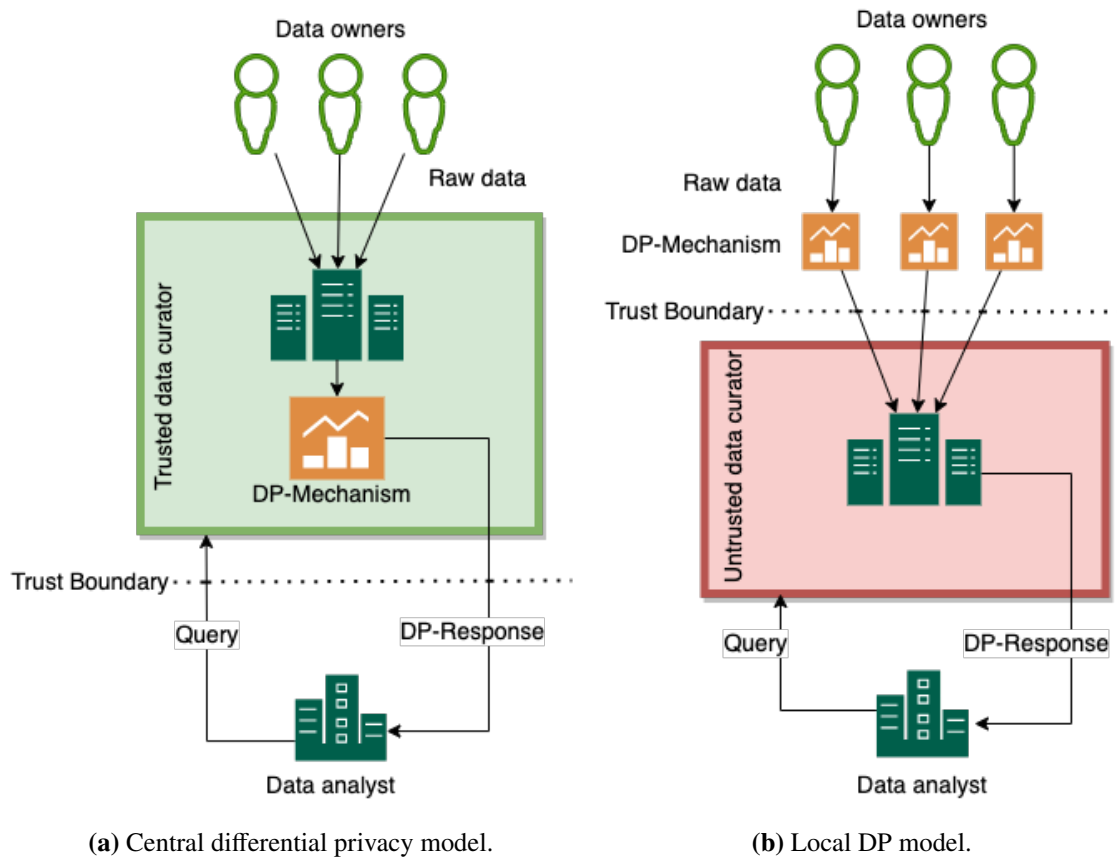 Data owners
Raw data
Trusted data curator
DP-Mechanism
Trust Boundary
Query
DP-Response
Data analyst
(a) Central differential privacy model.
Data owners
Raw data
DP-Mechanism
Trust Boundary
Untrusted data curator
Query
DP-Response
Data analyst
(b) Local DP model.